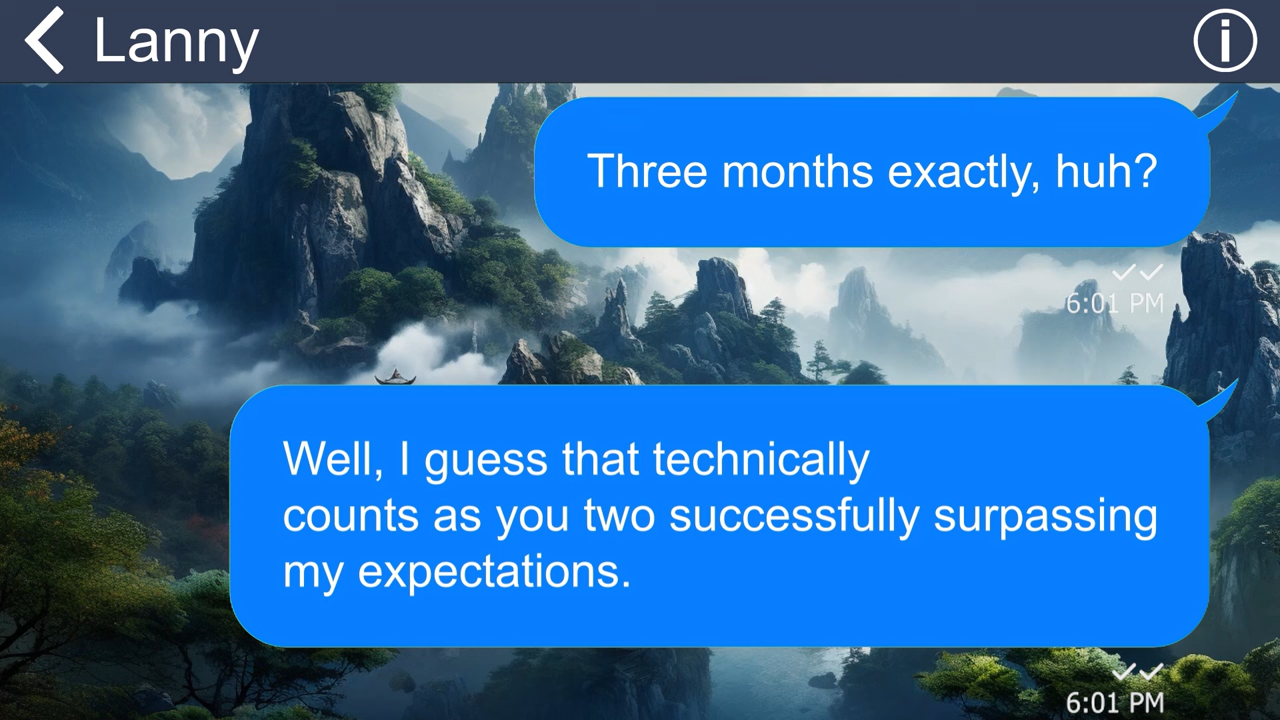 Lanny
Three months exactly, huh?
6:01 PM
Well, I guess that technically
counts as you two successfully surpassing
my expectations.
6:01 PM